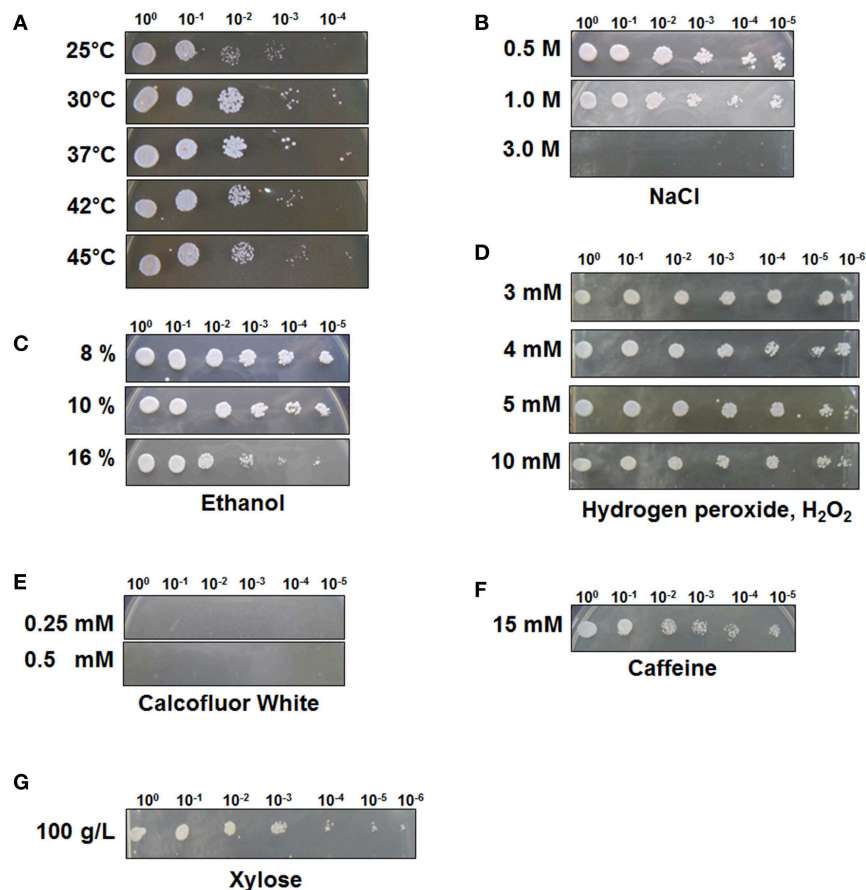 A
10⁰ 10⁻¹ 10⁻² 10⁻³ 10⁻⁴
25°C
30°C
37°C
42°C
45°C
B
10⁰ 10⁻¹ 10⁻² 10⁻³ 10⁻⁴ 10⁻⁵
0.5 M
1.0 M
3.0 M
NaCl
C
10⁰ 10⁻¹ 10⁻² 10⁻³ 10⁻⁴ 10⁻⁵
8 %
10 %
16 %
Ethanol
D
10⁰ 10⁻¹ 10⁻² 10⁻³ 10⁻⁴ 10⁻⁵ 10⁻⁶
3 mM
4 mM
5 mM
10 mM
Hydrogen peroxide, H₂O₂
E
10⁰ 10⁻¹ 10⁻² 10⁻³ 10⁻⁴ 10⁻⁵
0.25 mM
0.5 mM
Calcofluor White
F
10⁰ 10⁻¹ 10⁻² 10⁻³ 10⁻⁴ 10⁻⁵
15 mM
Caffeine
G
10⁰ 10⁻¹ 10⁻² 10⁻³ 10⁻⁴ 10⁻⁵ 10⁻⁶
100 g/L
Xylose